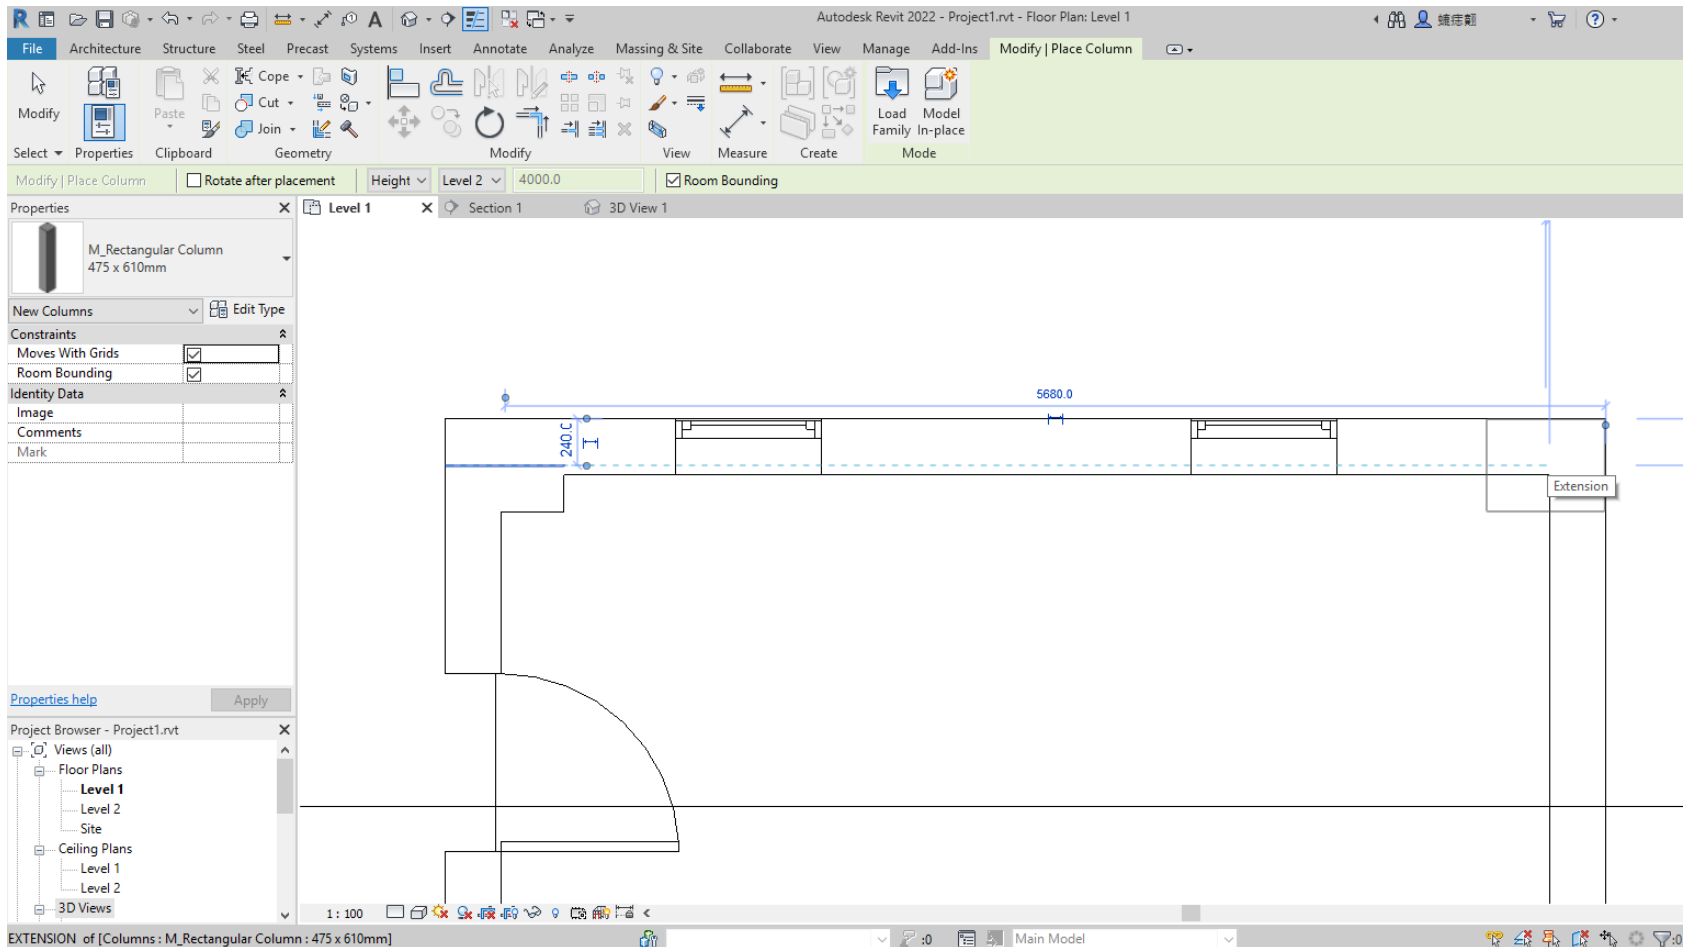 Autodesk Revit 2022 - Project1.rvt - Floor Plan: Level 1
File Architecture Structure Steel Precast Systems Insert Annotate Analyze Massing & Site Collaborate View Manage Add-Ins Modify | Place Column
Modify Paste Cope Cut Join Load Family Model In-place
Select Properties Clipboard Geometry Modify View Measure Create Mode
Modify | Place Column Rotate after placement Height Level 2 4000.0 Room Bounding
Properties
Level 1 Section 1 3D View 1
M_Rectangular Column
475 x 610mm
New Columns Edit Type
Constraints
Moves With Grids
Room Bounding
Identity Data
Image
Comments
Mark
5680.0
240.0
Extension
Properties help Apply
Project Browser - Project1.rvt
Views (all)
Floor Plans
Level 1
Level 2
Site
Ceiling Plans
Level 1
Level 2
3D Views
1 : 100
EXTENSION of [Columns : M_Rectangular Column : 475 x 610mm]
:0 Main Model :0